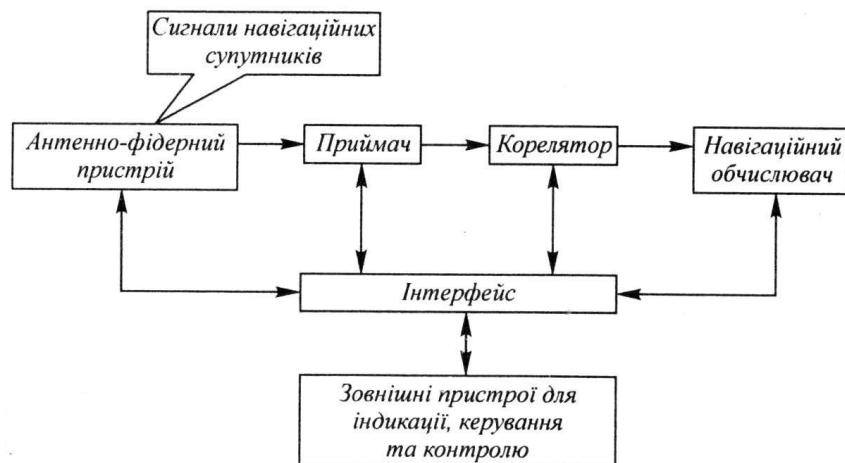 Сигнали навігаційних
супутників
Антенно-фідерний
пристрій
Приймач
Корелятор
Навігаційний
обчислювач
Інтерфейс
Зовнішні пристрої для
індикації, керування
та контролю